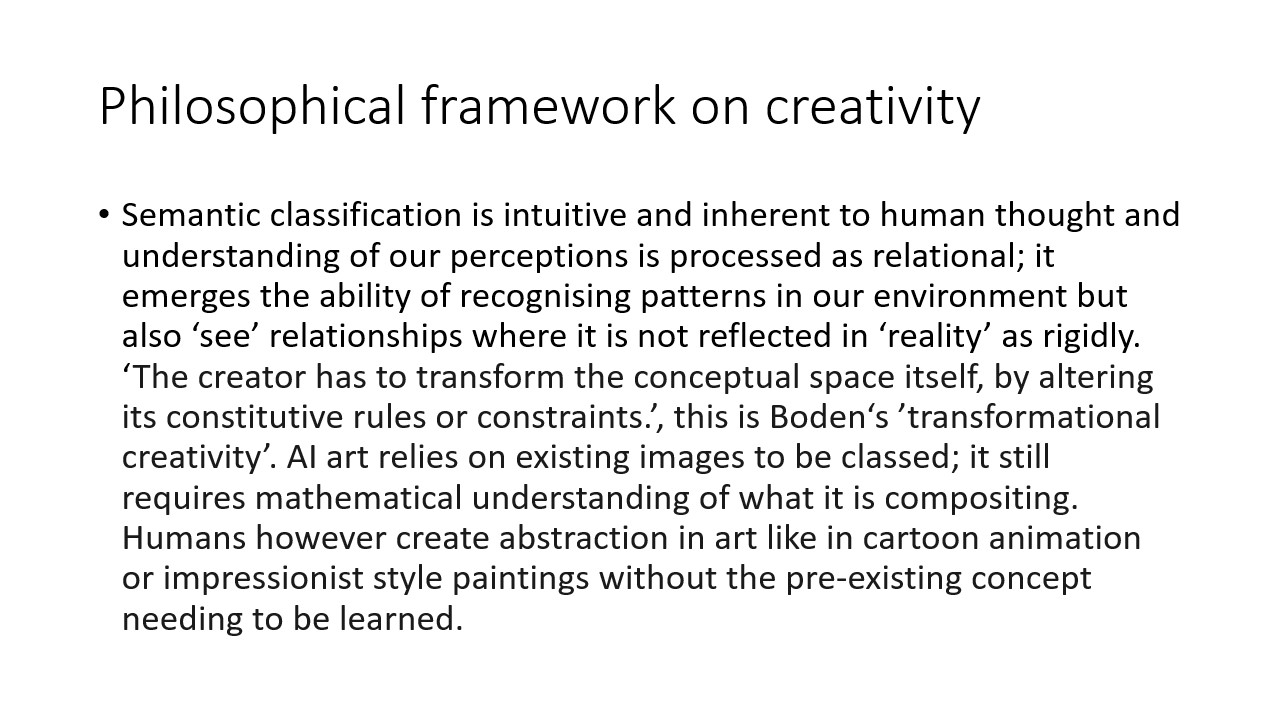 Philosophical framework on creativity
• Semantic classification is intuitive and inherent to human thought and
understanding of our perceptions is processed as relational; it
emerges the ability of recognising patterns in our environment but
also ‘see’ relationships where it is not reflected in ‘reality’ as rigidly.
‘The creator has to transform the conceptual space itself, by altering
its constitutive rules or constraints.’, this is Boden‘s ’transformational
creativity’. AI art relies on existing images to be classed; it still
requires mathematical understanding of what it is compositing.
Humans however create abstraction in art like in cartoon animation
or impressionist style paintings without the pre-existing concept
needing to be learned.